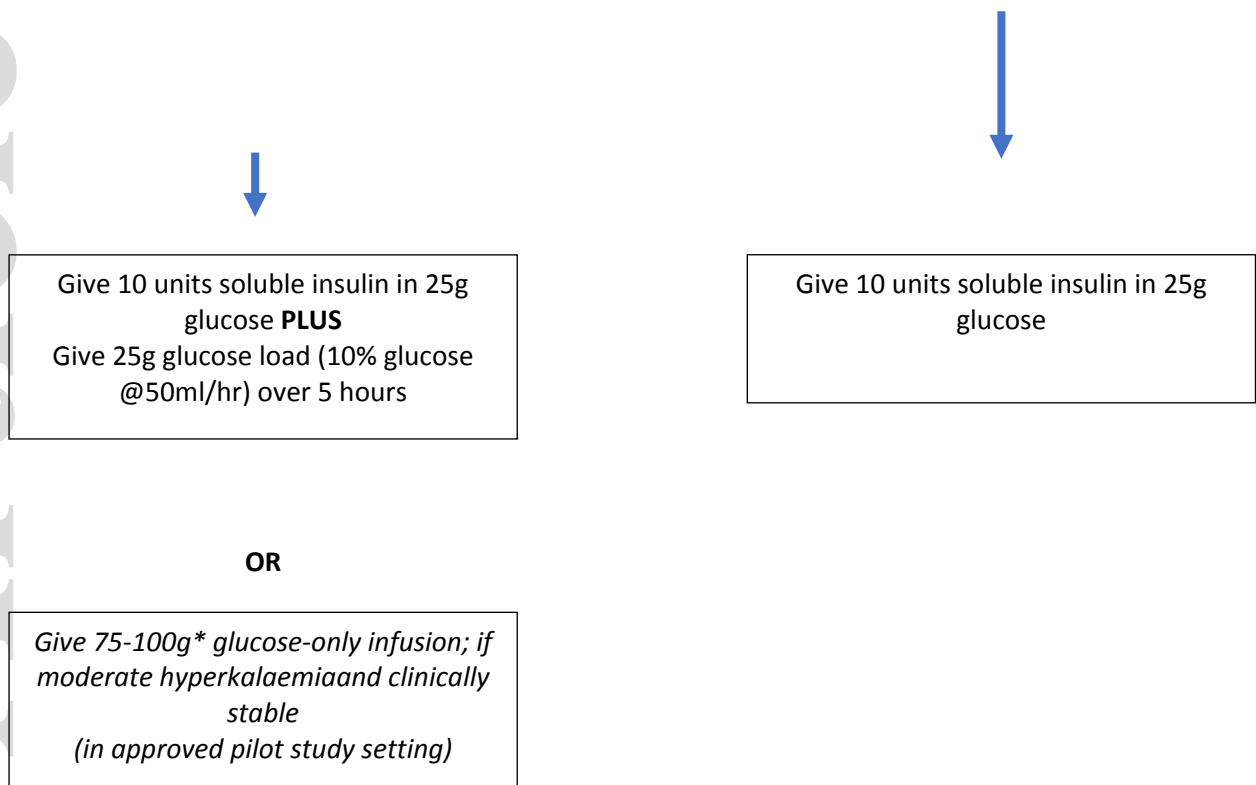 Give 10 units soluble insulin in 25g
glucose PLUS
Give 25g glucose load (10% glucose
@50ml/hr) over 5 hours
Give 10 units soluble insulin in 25g
glucose
OR
Give 75-100g* glucose-only infusion; if
moderate hyperkalaemiaand clinically
stable
(in approved pilot study setting)